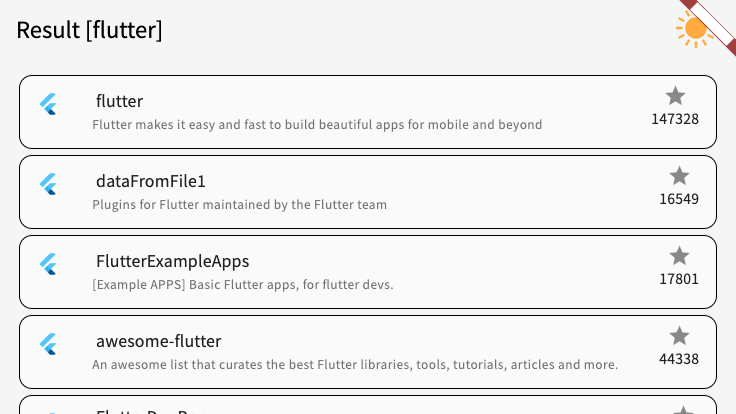 Result [flutter]
flutter
Flutter makes it easy and fast to build beautiful apps for mobile and beyond
147328
dataFromFile1
Plugins for Flutter maintained by the Flutter team
16549
FlutterExampleApps
[Example APPS] Basic Flutter apps, for flutter devs.
17801
awesome-flutter
An awesome list that curates the best Flutter libraries, tools, tutorials, articles and more.
44338